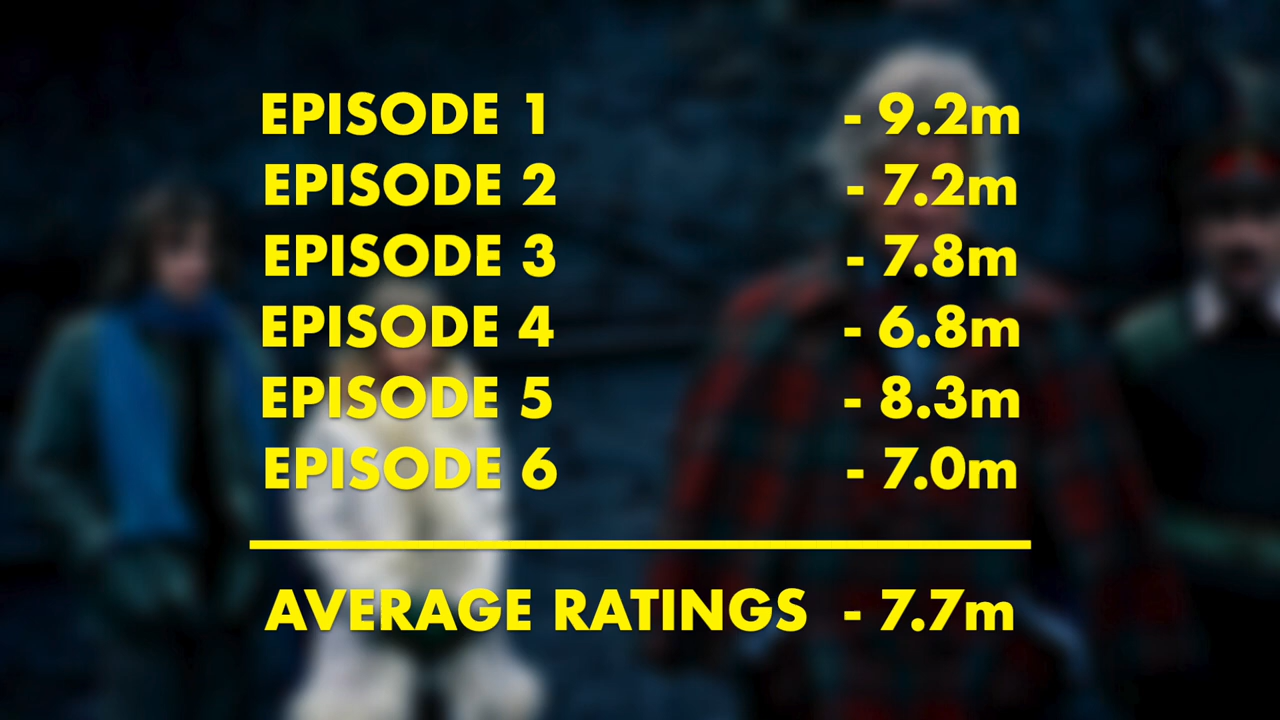 EPISODE 1 - 9.2m
EPISODE 2 - 7.2m
EPISODE 3 - 7.8m
EPISODE 4 - 6.8m
EPISODE 5 - 8.3m
EPISODE 6 - 7.0m
AVERAGE RATINGS - 7.7m